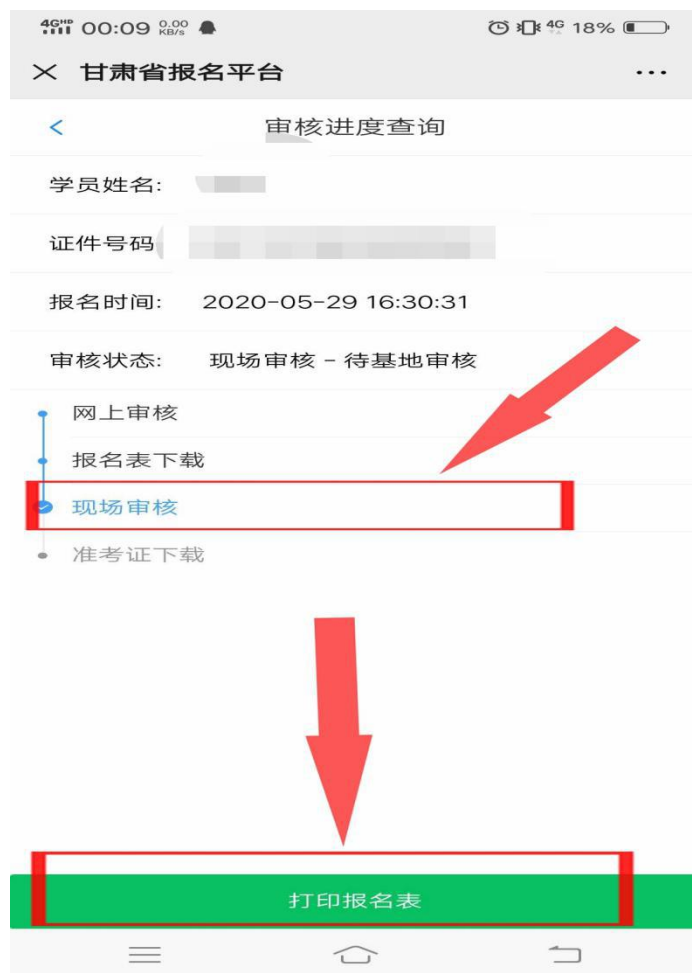 4GHD 00:09 0.00 KB/s 4G 18%
甘肃省报名平台
审核进度查询
学员姓名:
证件号码
报名时间: 2020-05-29 16:30:31
审核状态: 现场审核 - 待基地审核
网上审核
报名表下载
现场审核
准考证下载
打印报名表